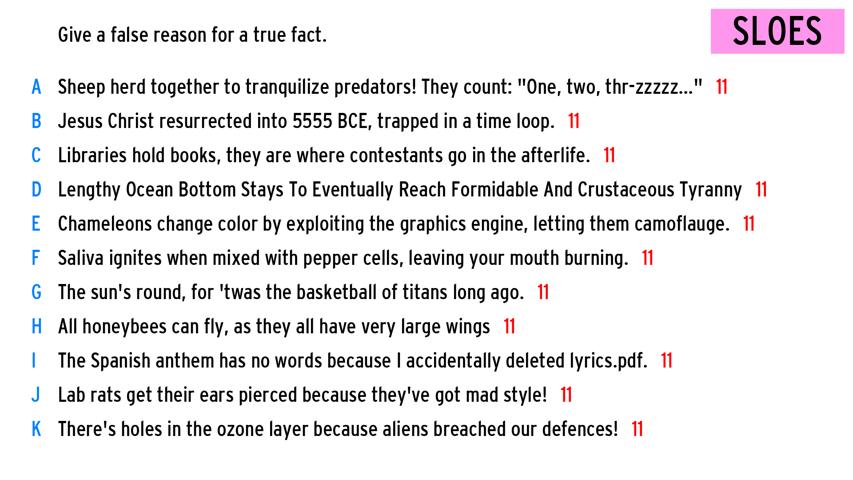 Give a false reason for a true fact.
SLOES
A Sheep herd together to tranquilize predators! They count: "One, two, thr-zzzzz..." 11
B Jesus Christ resurrected into 5555 BCE, trapped in a time loop. 11
C Libraries hold books, they are where contestants go in the afterlife. 11
D Lengthy Ocean Bottom Stays To Eventually Reach Formidable And Crustaceous Tyranny 11
E Chameleons change color by exploiting the graphics engine, letting them camoflauge. 11
F Saliva ignites when mixed with pepper cells, leaving your mouth burning. 11
G The sun's round, for 'twas the basketball of titans long ago. 11
H All honeybees can fly, as they all have very large wings 11
I The Spanish anthem has no words because I accidentally deleted lyrics.pdf. 11
J Lab rats get their ears pierced because they've got mad style! 11
K There's holes in the ozone layer because aliens breached our defences! 11